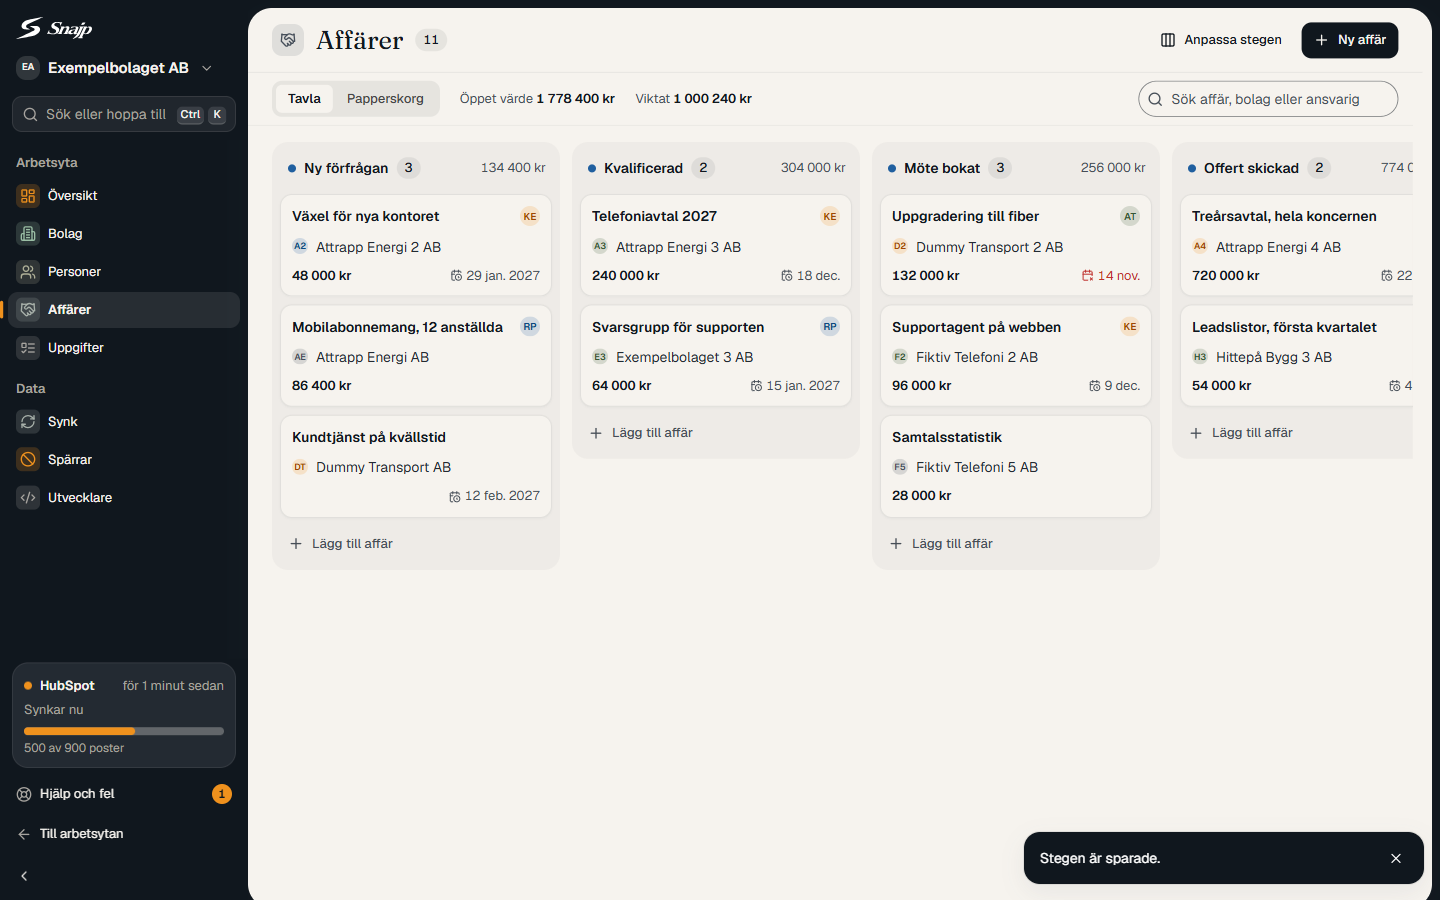 Snajp
EA Exempelbolaget AB
Sök eller hoppa till Ctrl K
Arbetsyta
Översikt
Bolag
Personer
Affärer
Uppgifter
Data
Synk
Spärrar
Utvecklare
HubSpot för 1 minut sedan
Synkar nu
500 av 900 poster
Hjälp och fel 1
Till arbetsytan
Affärer 11
Anpassa stegen
Ny affär
Tavla Papperskorg Öppet värde 1 778 400 kr Viktat 1 000 240 kr
Sök affär, bolag eller ansvarig
Ny förfrågan 3 134 400 kr
Växel för nya kontoret KE
A2 Attrapp Energi 2 AB
48 000 kr 29 jan. 2027
Mobilabonnemang, 12 anställda RP
AE Attrapp Energi AB
86 400 kr
Kundtjänst på kvällstid
DT Dummy Transport AB
12 feb. 2027
Lägg till affär
Kvalificerad 2 304 000 kr
Telefoniavtal 2027 KE
A3 Attrapp Energi 3 AB
240 000 kr 18 dec.
Svarsgrupp för supporten RP
E3 Exempelbolaget 3 AB
64 000 kr 15 jan. 2027
Lägg till affär
Möte bokat 3 256 000 kr
Uppgradering till fiber AT
D2 Dummy Transport 2 AB
132 000 kr 14 nov.
Supportagent på webben KE
F2 Fiktiv Telefoni 2 AB
96 000 kr 9 dec.
Samtalsstatistik
F5 Fiktiv Telefoni 5 AB
28 000 kr
Lägg till affär
Offert skickad 2 774 0
Treårsavtal, hela koncernen
A4 Attrapp Energi 4 AB
720 000 kr 22
Leadslistor, första kvartalet
H3 Hittepå Bygg 3 AB
54 000 kr 4
Lägg till affär
Stegen är sparade.